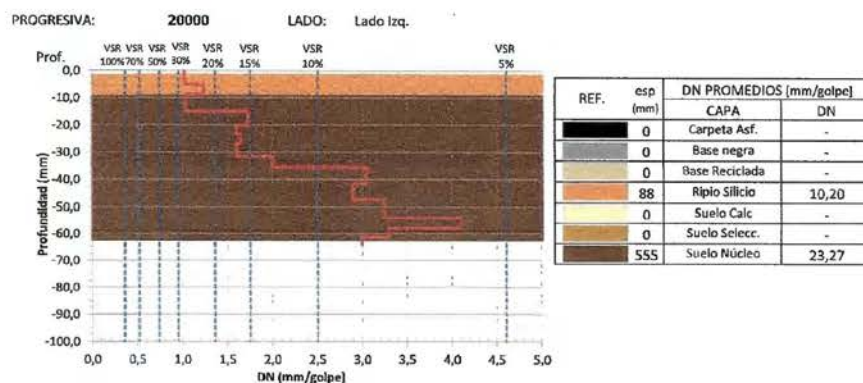 PROGRESIVA: 20000 LADO: Lado Izq.
VSR VSR VSR VSR VSR VSR VSR VSR
Prof. 100% 70% 50% 30% 20% 15% 10% 5%
0,0
-10,0
-20,0
-30,0
-40,0
-50,0
-60,0
-70,0
-80,0
-90,0
-100,0
Profundidad (mm)
0,0 0,5 1,0 1,5 2,0 2,5 3,0 3,5 4,0 4,5 5,0
DN (mm/golpe]
REF. esp (mm) DN PROMEDIOS [mm/golpe]
CAPA DN
0 Carpeta Asf. -
0 Base negra -
0 Base Reciclada -
88 Ripio Silicio 10,20
0 Suelo Calc -
0 Suelo Selecc. -
555 Suelo Núcleo 23,27